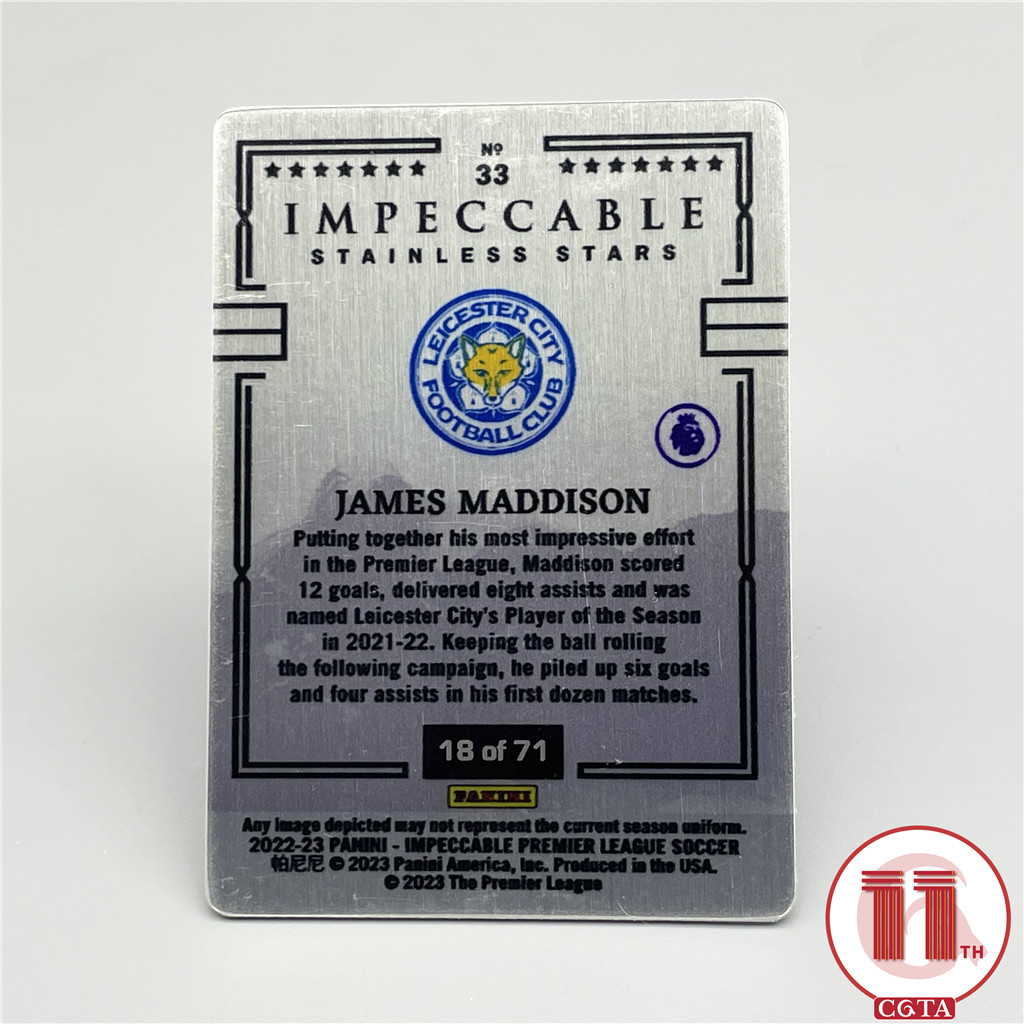 Nº
33
IMPECCABLE
STAINLESS STARS
LEICESTER CITY
FOOTBALL CLUB
JAMES MADDISON
Putting together his most impressive effort
in the Premier League, Maddison scored
12 goals, delivered eight assists and was
named Leicester City's Player of the Season
in 2021-22. Keeping the ball rolling
the following campaign, he piled up six goals
and four assists in his first dozen matches.
18 of 71
PANINI
Any image depicted may not represent the current season uniform.
2022-23 PANINI - IMPECCABLE PREMIER LEAGUE SOCCER
帕尼尼 © 2023 Panini America, Inc. Produced in the USA.
© 2023 The Premier League
11TH
CGTA